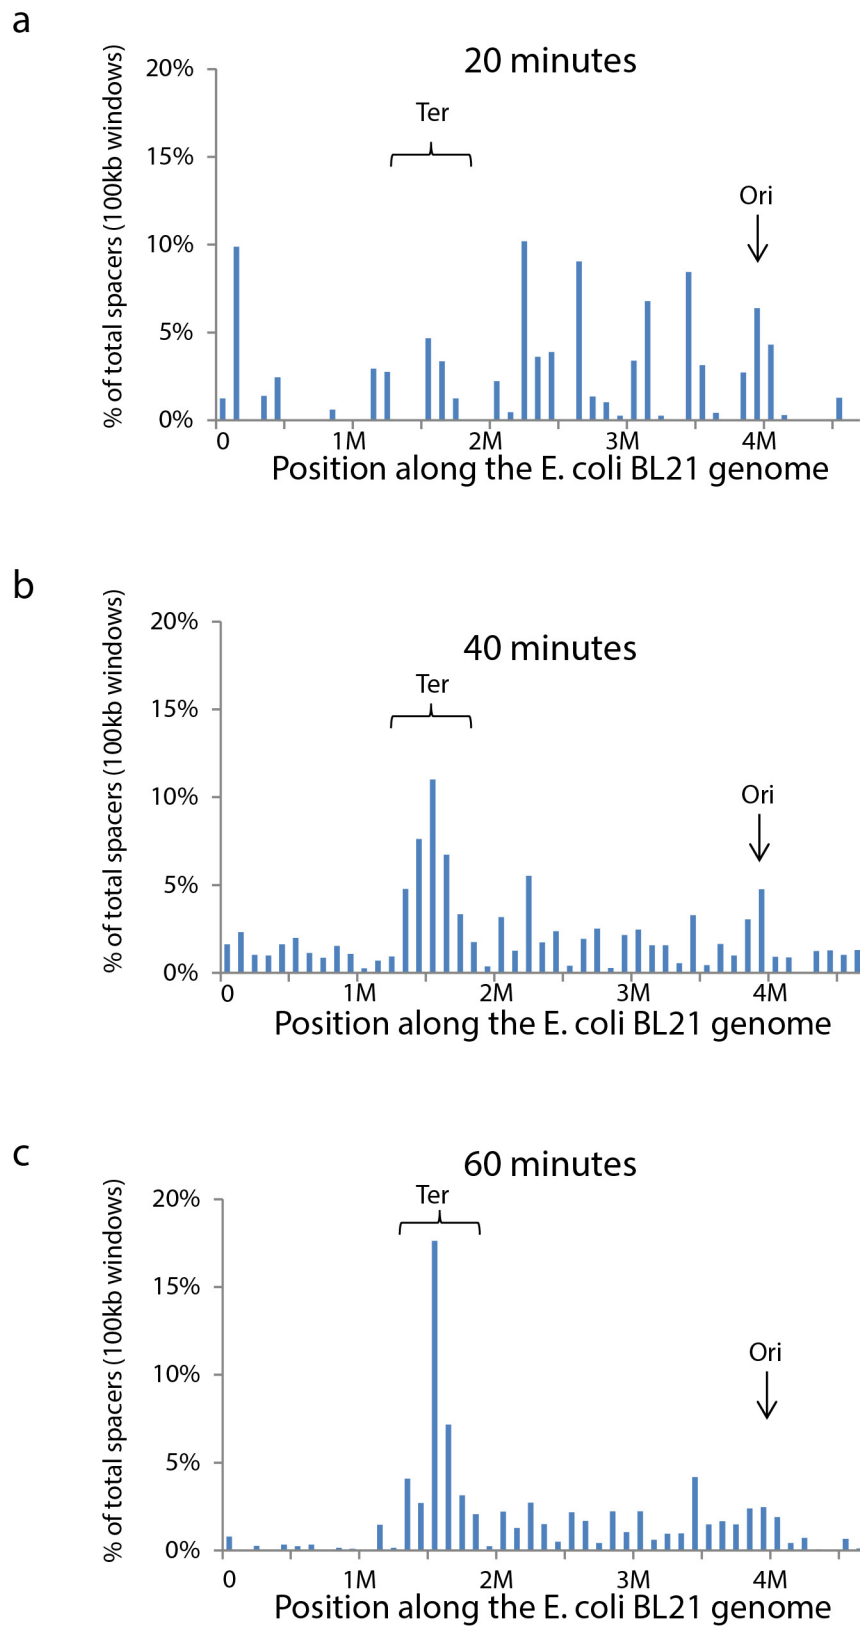 a
20 minutes
% of total spacers (100kb windows)
20%
15%
10%
5%
0%
Ter
Ori
0 1M 2M 3M 4M
Position along the E. coli BL21 genome
b
40 minutes
% of total spacers (100kb windows)
20%
15%
10%
5%
0%
Ter
Ori
0 1M 2M 3M 4M
Position along the E. coli BL21 genome
c
60 minutes
% of total spacers (100kb windows)
20%
15%
10%
5%
0%
Ter
Ori
0 1M 2M 3M 4M
Position along the E. coli BL21 genome